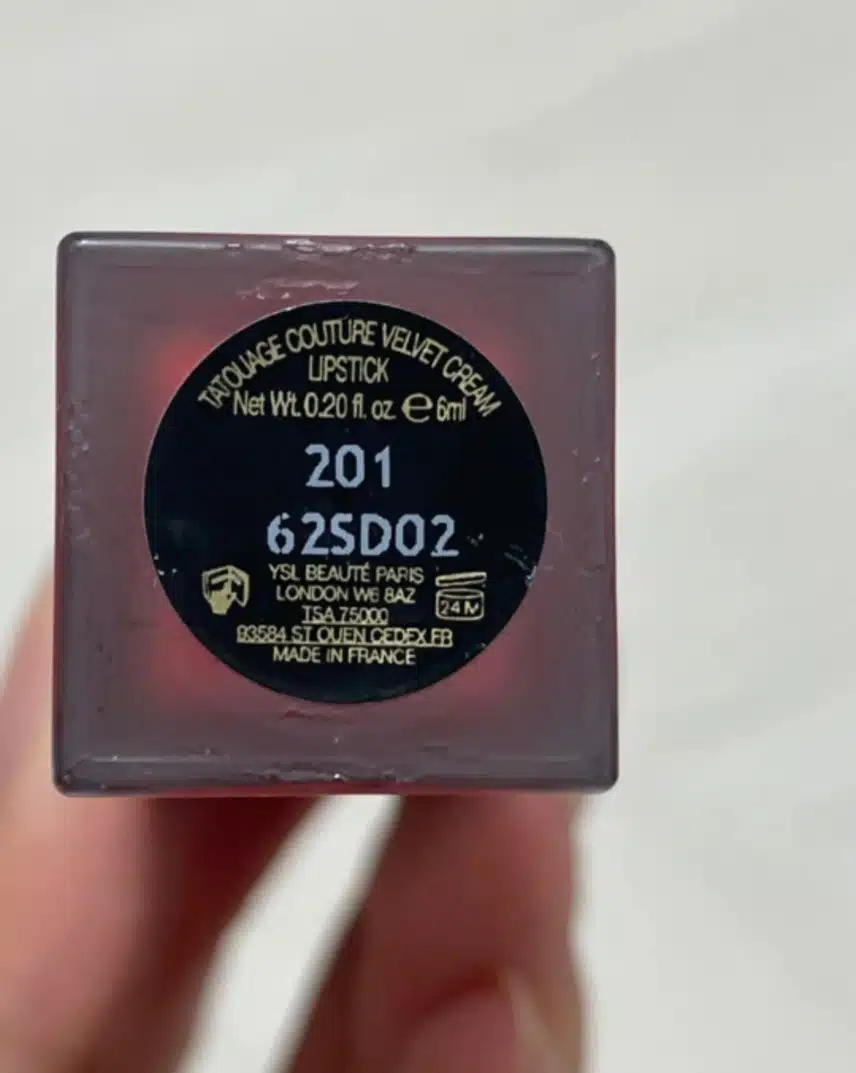 TATOUAGE COUTURE VELVET CREAM
LIPSTICK
Net Wt. 0.20 fl. oz. ℮ 6ml
201
62SD02
YSL BEAUTÉ PARIS
LONDON W6 8AZ
TSA 75000
93584 ST OUEN CEDEX.FR
MADE IN FRANCE
24 M